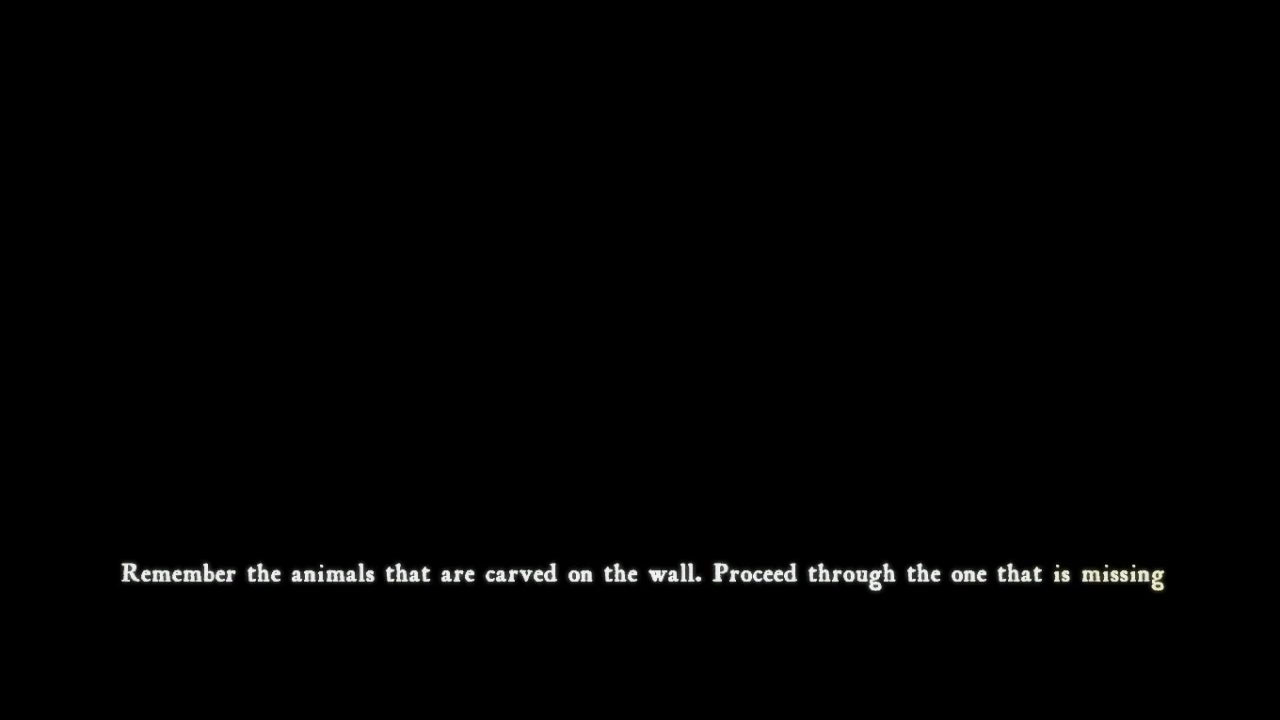 Remember the animals that are carved on the wall. Proceed through the one that is missing